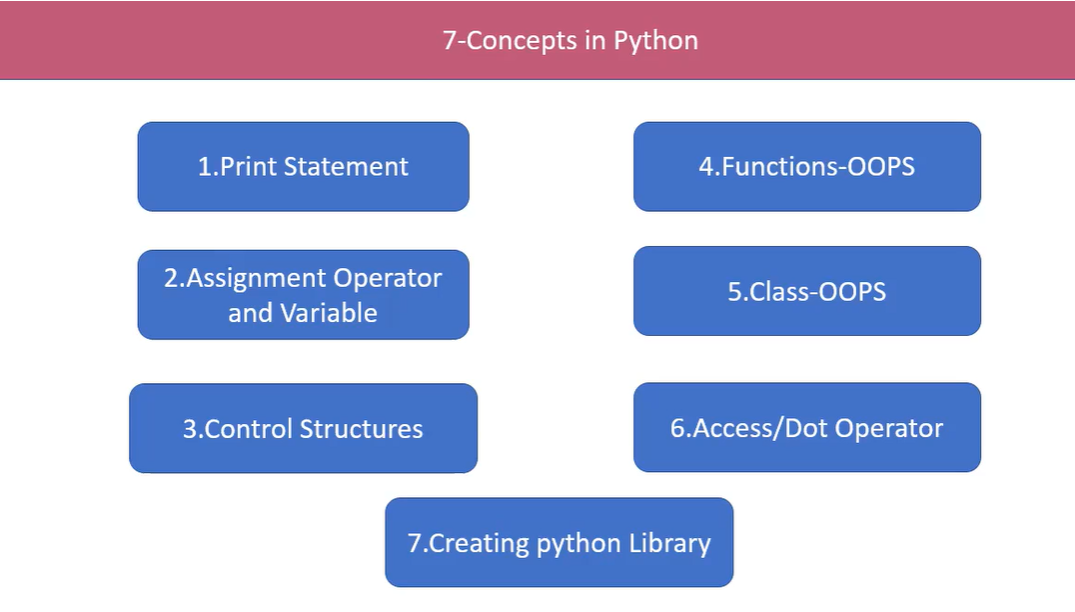 7-Concepts in Python
1.Print Statement
2.Assignment Operator
and Variable
3.Control Structures
4.Functions-OOPS
5.Class-OOPS
6.Access/Dot Operator
7.Creating python Library